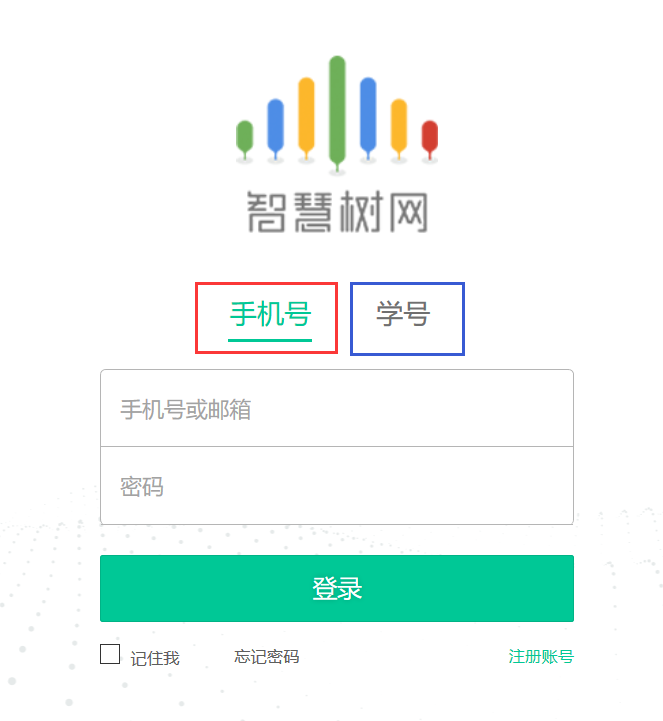 智慧树网
手机号 学号
手机号或邮箱
密码
登录
记住我 忘记密码 注册账号